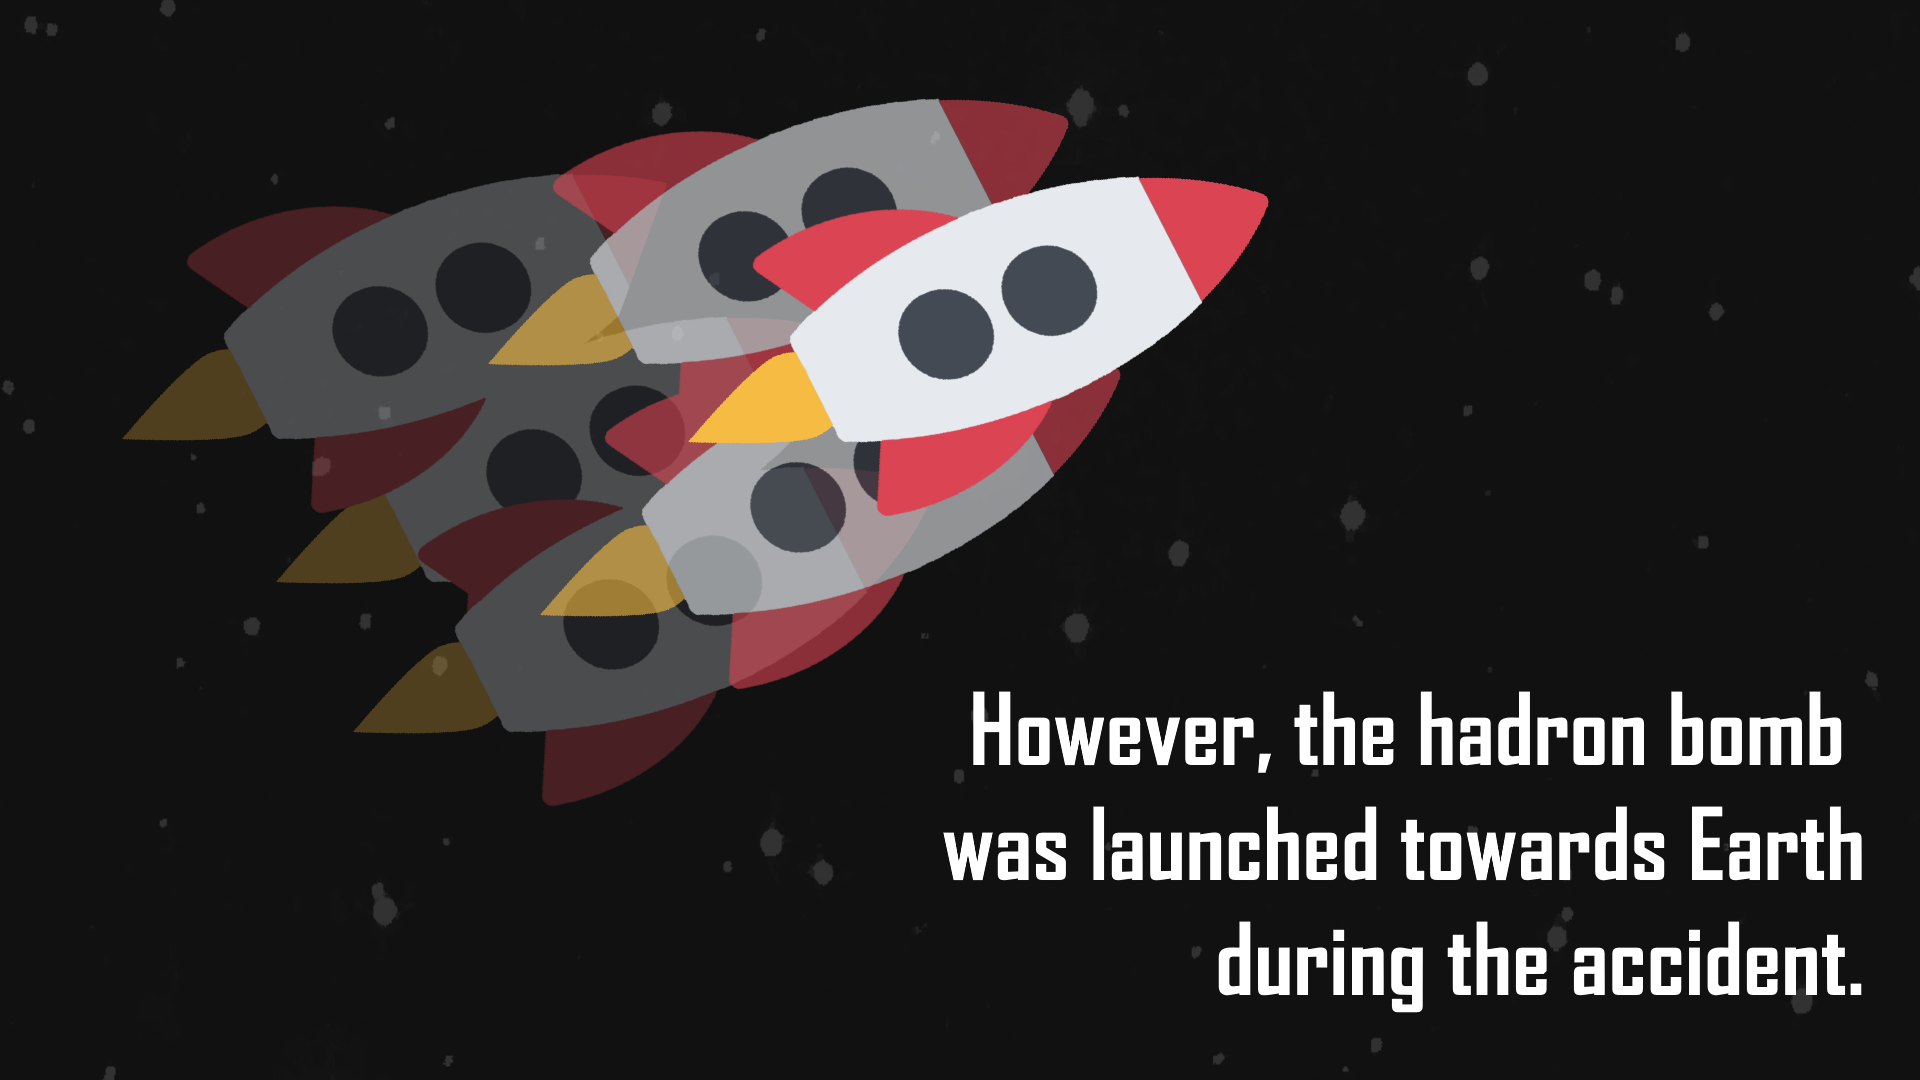 However, the hadron bomb
was launched towards Earth
during the accident.